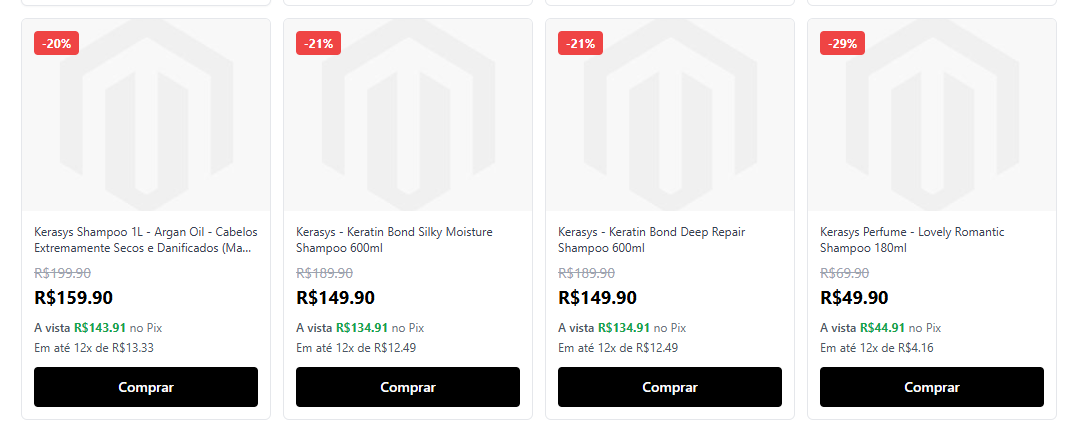 -20%
Kerasys Shampoo 1L - Argan Oil - Cabelos
Extremamente Secos e Danificados (Ma...
R$199.90
R$159.90
A vista R$143.91 no Pix
Em até 12x de R$13.33
Comprar
-21%
Kerasys - Keratin Bond Silky Moisture
Shampoo 600ml
R$189.90
R$149.90
A vista R$134.91 no Pix
Em até 12x de R$12.49
Comprar
-21%
Kerasys - Keratin Bond Deep Repair
Shampoo 600ml
R$189.90
R$149.90
A vista R$134.91 no Pix
Em até 12x de R$12.49
Comprar
-29%
Kerasys Perfume - Lovely Romantic
Shampoo 180ml
R$69.90
R$49.90
A vista R$44.91 no Pix
Em até 12x de R$4.16
Comprar